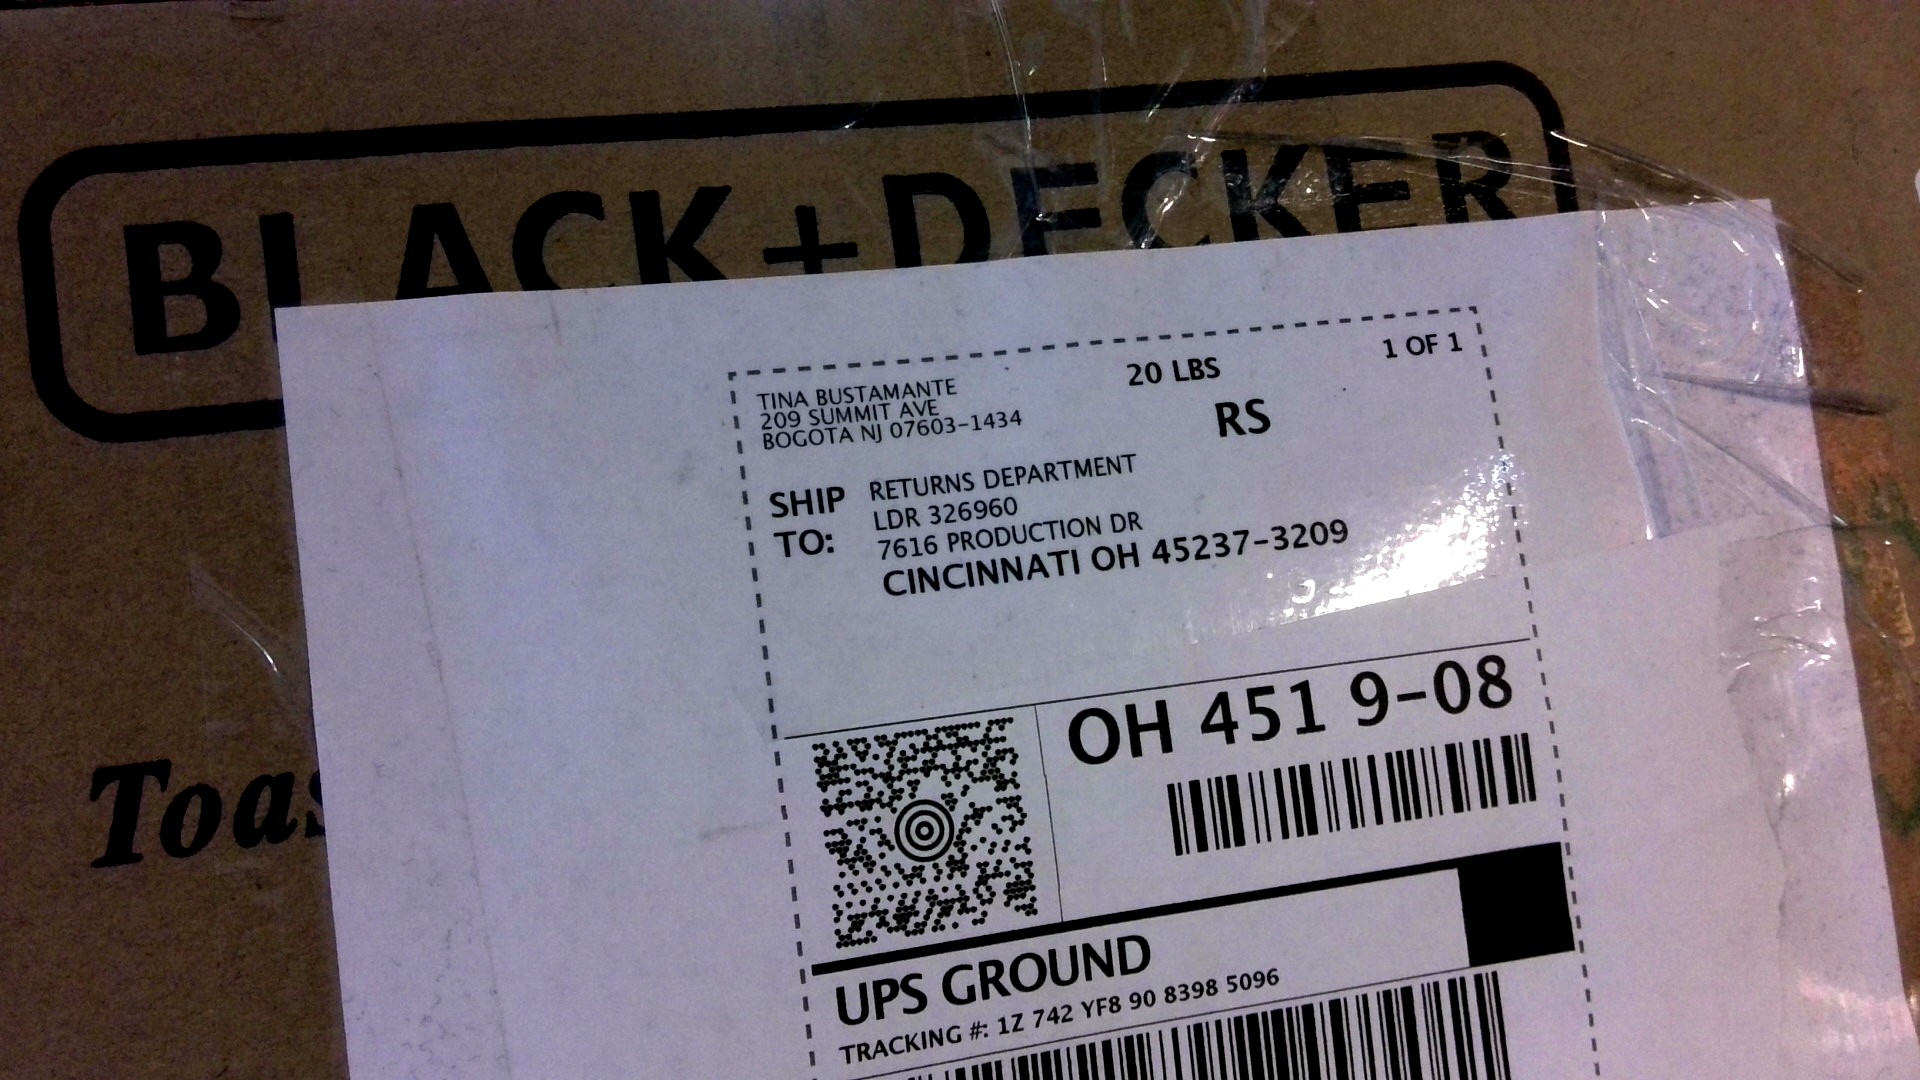 BLACK+DECKER
TINA BUSTAMANTE
209 SUMMIT AVE
BOGOTA NJ 07603-1434
20 LBS
1 OF 1
RS
SHIP TO:
RETURNS DEPARTMENT
LDR 326960
7616 PRODUCTION DR
CINCINNATI OH 45237-3209
OH 451 9-08
Toas
UPS GROUND
TRACKING #: 1Z 742 YF8 90 8398 5096